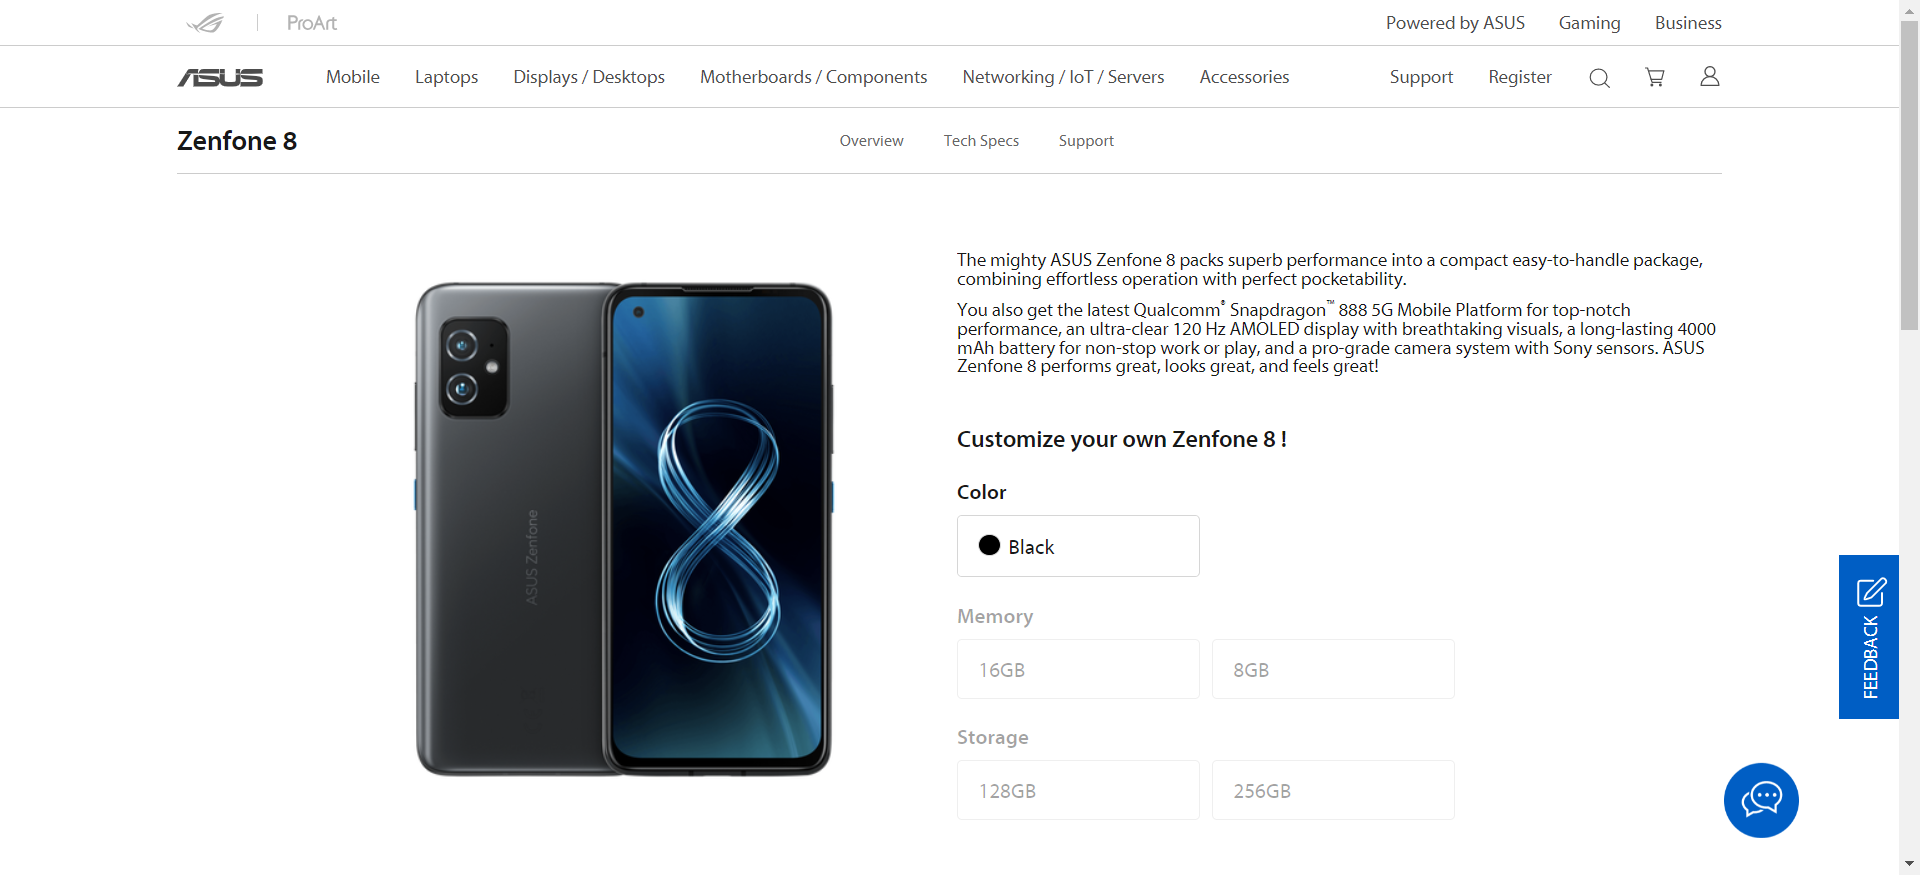 ProArt
Powered by ASUS
Gaming
Business
ASUS
Mobile
Laptops
Displays / Desktops
Motherboards / Components
Networking / IoT / Servers
Accessories
Support
Register
Zenfone 8
Overview
Tech Specs
Support
The mighty ASUS Zenfone 8 packs superb performance into a compact easy-to-handle package,
combining effortless operation with perfect pocketability.
You also get the latest Qualcomm® Snapdragon™ 888 5G Mobile Platform for top-notch
performance, an ultra-clear 120 Hz AMOLED display with breathtaking visuals, a long-lasting 4000
mAh battery for non-stop work or play, and a pro-grade camera system with Sony sensors. ASUS
Zenfone 8 performs great, looks great, and feels great!
ASUS Zenfone
Customize your own Zenfone 8 !
Color
Black
Memory
16GB
8GB
Storage
128GB
256GB
FEEDBACK